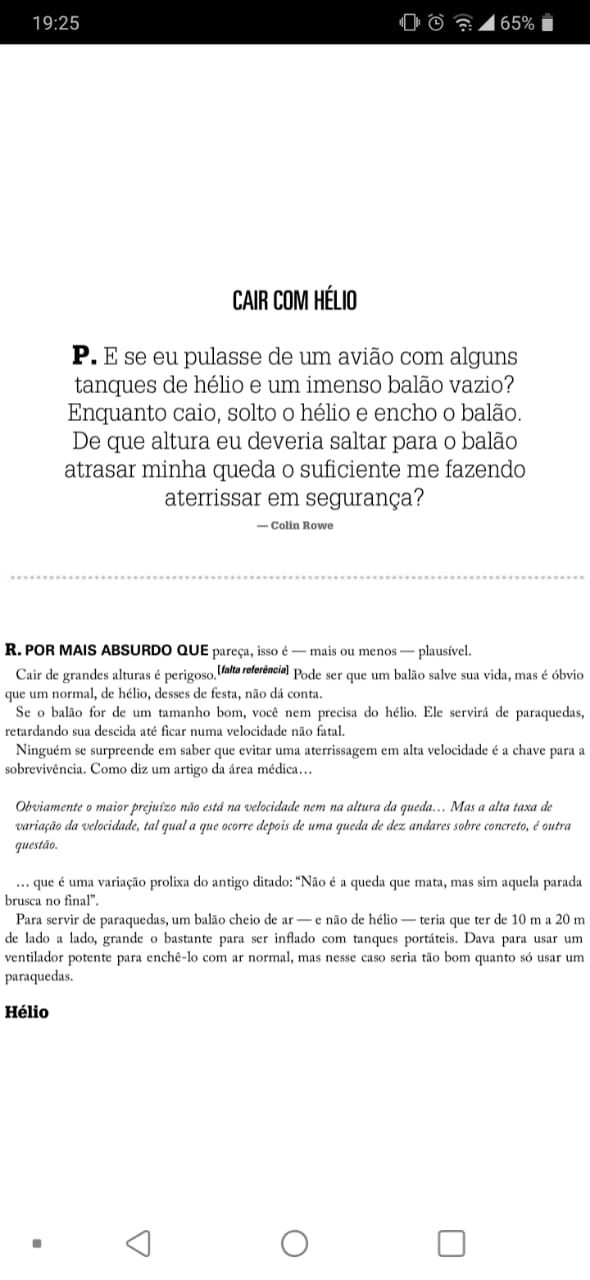 19:25
65%
CAIR COM HÉLIO
P. E se eu pulasse de um avião com alguns
tanques de hélio e um imenso balão vazio?
Enquanto caio, solto o hélio e encho o balão.
De que altura eu deveria saltar para o balão
atrasar minha queda o suficiente me fazendo
aterrissar em segurança?
— Colin Rowe
R. POR MAIS ABSURDO QUE pareça, isso é — mais ou menos — plausível.
Cair de grandes alturas é perigoso.[falta referência] Pode ser que um balão salve sua vida, mas é óbvio
que um normal, de hélio, desses de festa, não dá conta.
Se o balão for de um tamanho bom, você nem precisa do hélio. Ele servirá de paraquedas,
retardando sua descida até ficar numa velocidade não fatal.
Ninguém se surpreende em saber que evitar uma aterrissagem em alta velocidade é a chave para a
sobrevivência. Como diz um artigo da área médica…
Obviamente o maior prejuízo não está na velocidade nem na altura da queda… Mas a alta taxa de
variação da velocidade, tal qual a que ocorre depois de uma queda de dez andares sobre concreto, é outra
questão.
… que é uma variação prolixa do antigo ditado: “Não é a queda que mata, mas sim aquela parada
brusca no final”.
Para servir de paraquedas, um balão cheio de ar — e não de hélio — teria que ter de 10 m a 20 m
de lado a lado, grande o bastante para ser inflado com tanques portáteis. Dava para usar um
ventilador potente para enchê-lo com ar normal, mas nesse caso seria tão bom quanto só usar um
paraquedas.
Hélio